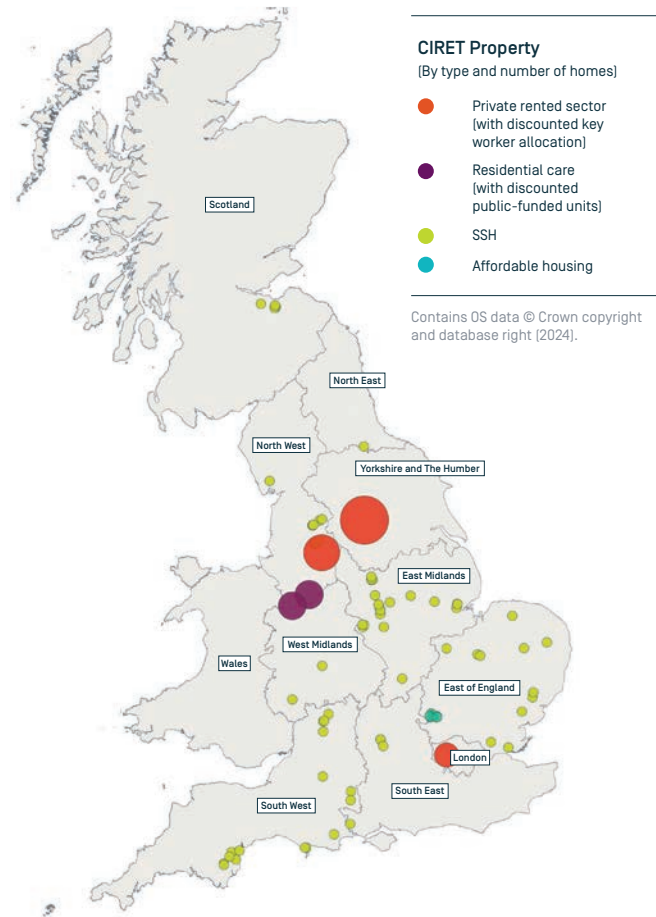 CIRET Property
(By type and number of homes)
Private rented sector
(with discounted key
worker allocation)
Residential care
(with discounted
public-funded units)
SSH
Affordable housing
Contains OS data © Crown copyright
and database right (2024).
Scotland
North East
North West
Yorkshire and The Humber
East Midlands
West Midlands
Wales
East of England
London
South East
South West